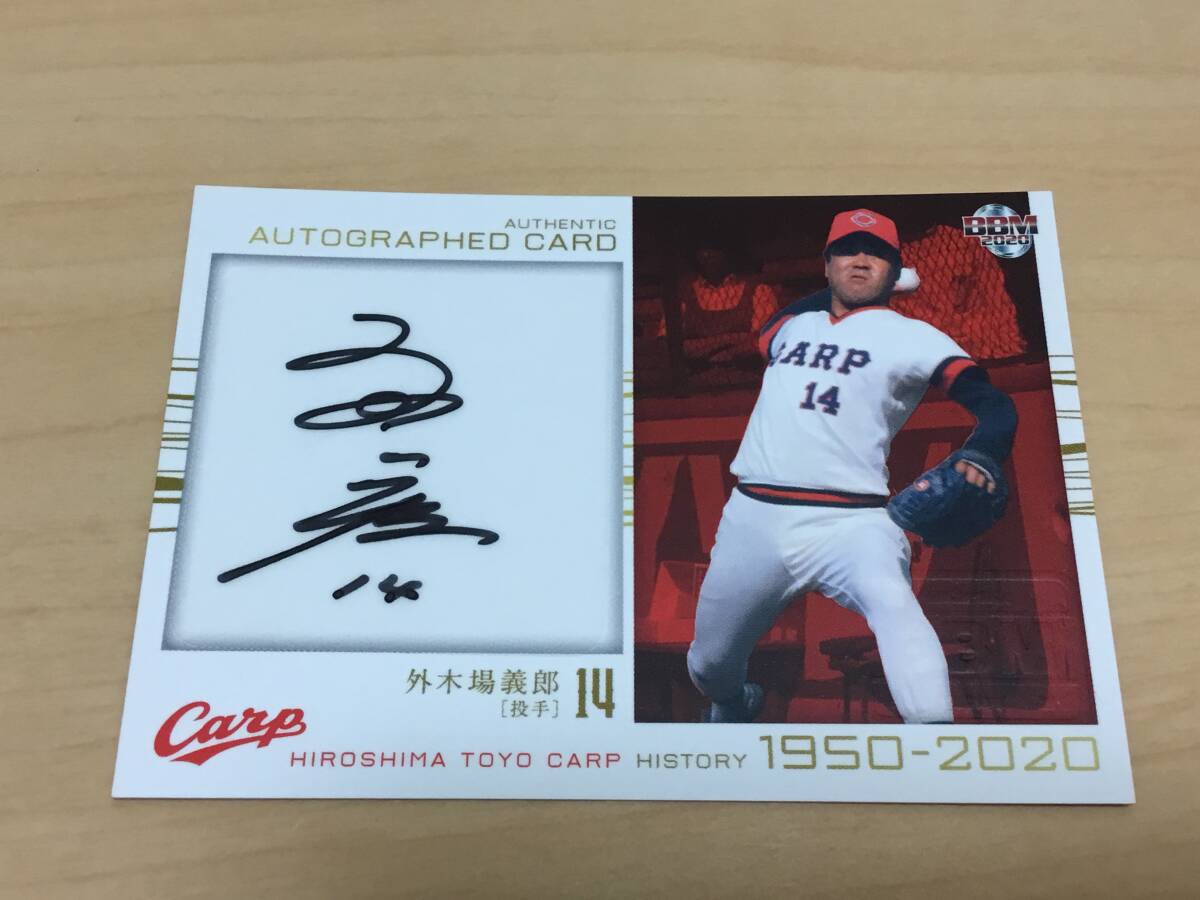 AUTHENTIC
AUTOGRAPHED CARD
BBM
2020
CARP
14
14
外木場義郎 14
[投手]
Carp
HIROSHIMA TOYO CARP HISTORY 1950-2020